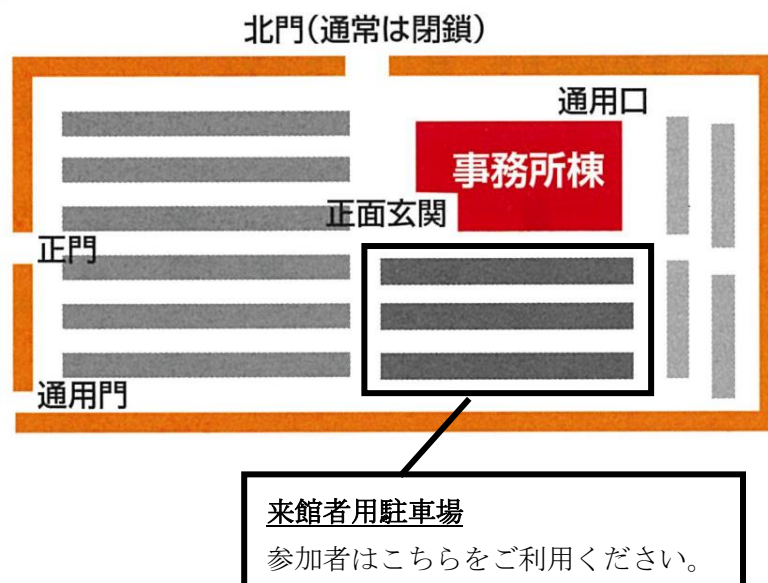 北門(通常は閉鎖)
通用口
事務所棟
正面玄関
正門
通用門
来館者用駐車場
参加者はこちらをご利用ください。